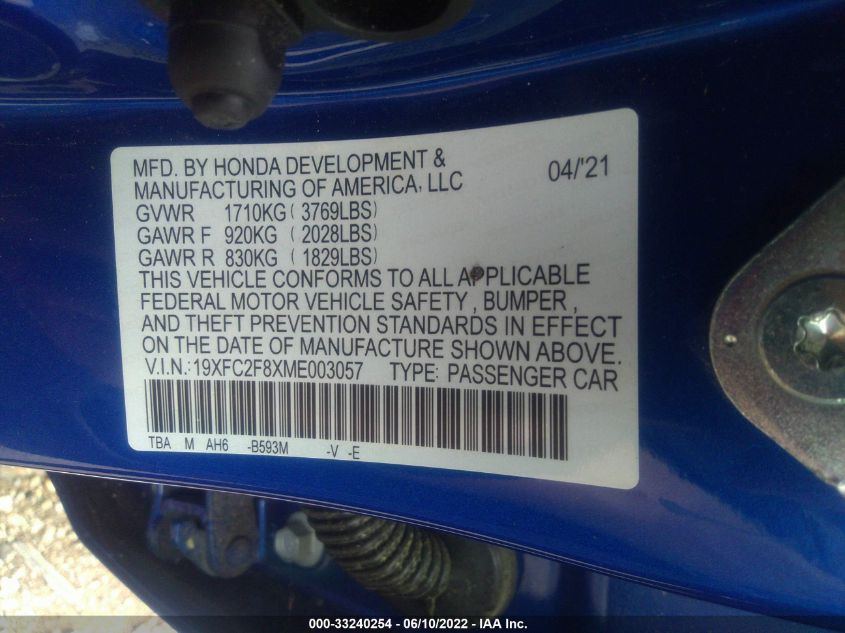 MFD. BY HONDA DEVELOPMENT &
MANUFACTURING OF AMERICA, LLC
04/'21
GVWR 1710KG ( 3769LBS)
GAWR F 920KG ( 2028LBS)
GAWR R 830KG ( 1829LBS)
THIS VEHICLE CONFORMS TO ALL APPLICABLE
FEDERAL MOTOR VEHICLE SAFETY, BUMPER,
AND THEFT PREVENTION STANDARDS IN EFFECT
ON THE DATE OF MANUFACTURE SHOWN ABOVE.
V.I.N.:19XFC2F8XME003057 TYPE: PASSENGER CAR
TBA M AH6 -B593M -V -E
000-33240254 - 06/10/2022 - IAA Inc.